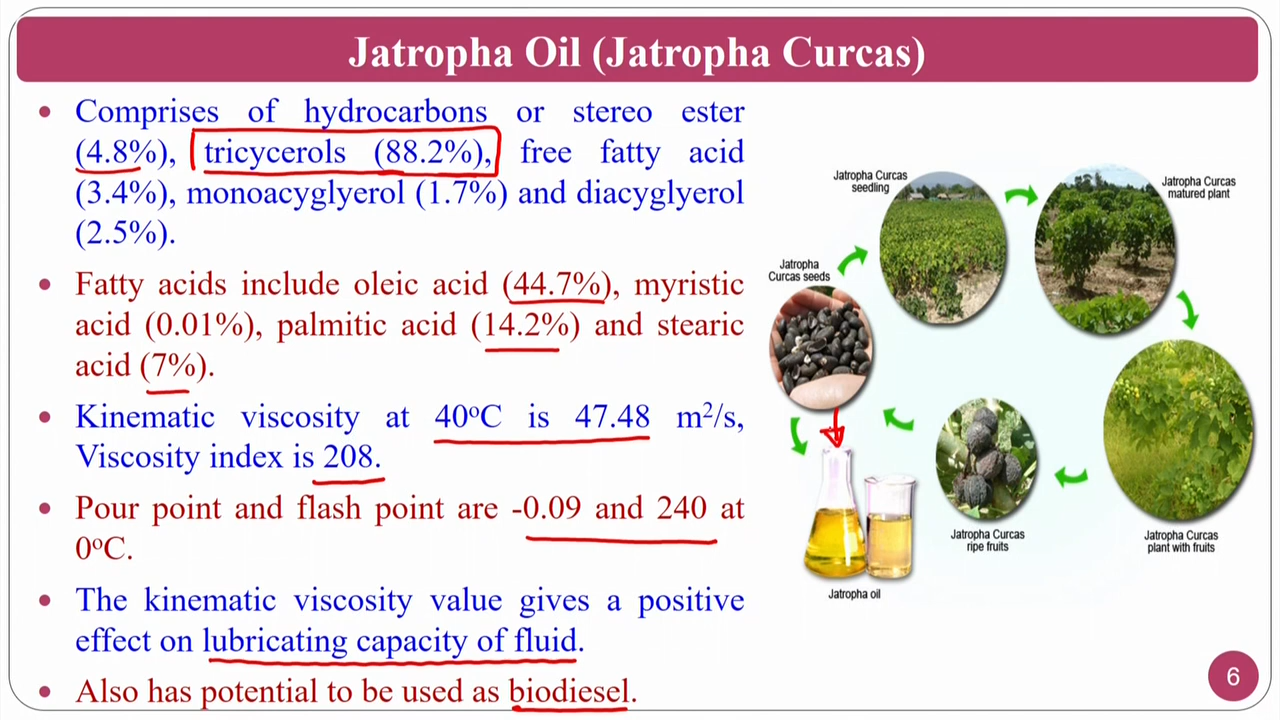 Jatropha Oil (Jatropha Curcas)
• Comprises of hydrocarbons or stereo ester
(4.8%), tricycerols (88.2%), free fatty acid
(3.4%), monoacyglyerol (1.7%) and diacyglyerol
(2.5%).
• Fatty acids include oleic acid (44.7%), myristic
acid (0.01%), palmitic acid (14.2%) and stearic
acid (7%).
• Kinematic viscosity at 40ºC is 47.48 m²/s,
Viscosity index is 208.
• Pour point and flash point are -0.09 and 240 at
0ºC.
• The kinematic viscosity value gives a positive
effect on lubricating capacity of fluid.
• Also has potential to be used as biodiesel.
Jatropha Curcas
seedling
Jatropha Curcas
matured plant
Jatropha
Curcas seeds
Jatropha Curcas
ripe fruits
Jatropha Curcas
plant with fruits
Jatropha oil
6